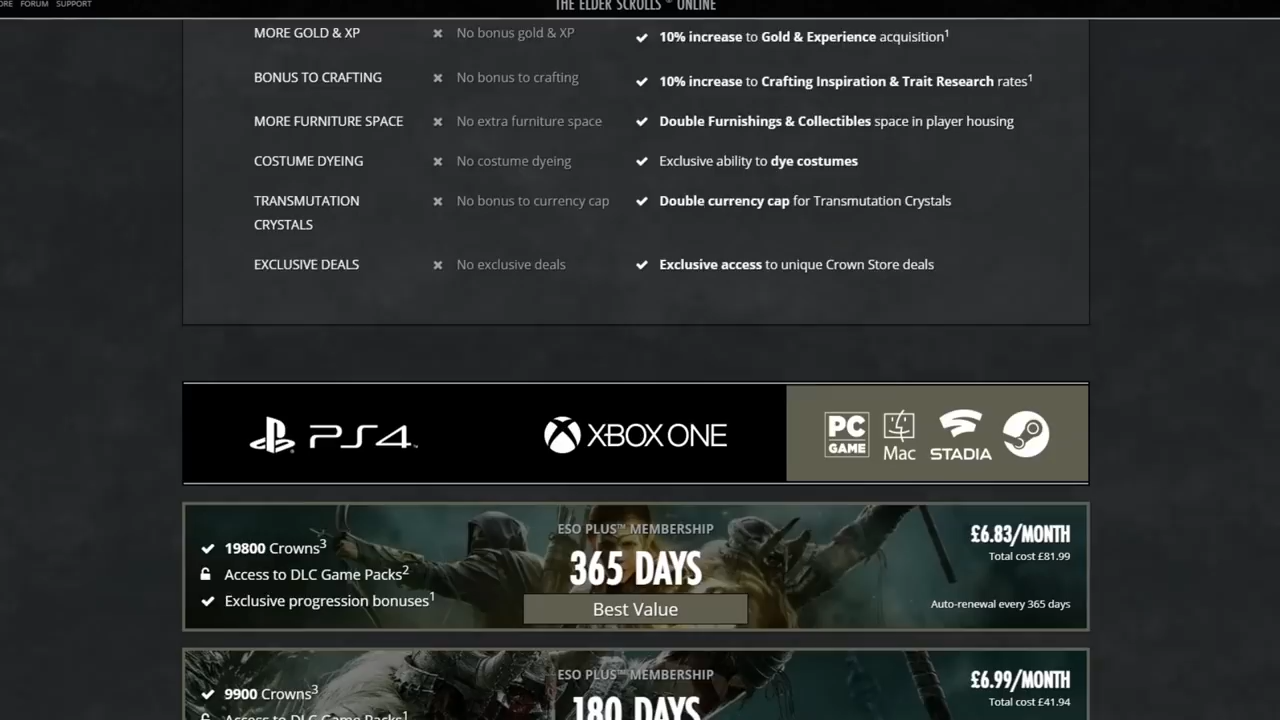 ORE FORUM SUPPORT
THE ELDER SCROLLS™ ONLINE
MORE GOLD & XP No bonus gold & XP 10% increase to Gold & Experience acquisition¹
BONUS TO CRAFTING No bonus to crafting 10% increase to Crafting Inspiration & Trait Research rates¹
MORE FURNITURE SPACE No extra furniture space Double Furnishings & Collectibles space in player housing
COSTUME DYEING No costume dyeing Exclusive ability to dye costumes
TRANSMUTATION No bonus to currency cap Double currency cap for Transmutation Crystals
CRYSTALS
EXCLUSIVE DEALS No exclusive deals Exclusive access to unique Crown Store deals
PS4 XBOX ONE PC GAME Mac STADIA
ESO PLUS™ MEMBERSHIP
365 DAYS
Best Value
19800 Crowns³
Access to DLC Game Packs²
Exclusive progression bonuses¹
£6.83/MONTH
Total cost £81.99
Auto-renewal every 365 days
ESO PLUS™ MEMBERSHIP
180 DAYS
9900 Crowns³
Access to DLC Game Packs¹
£6.99/MONTH
Total cost £41.94